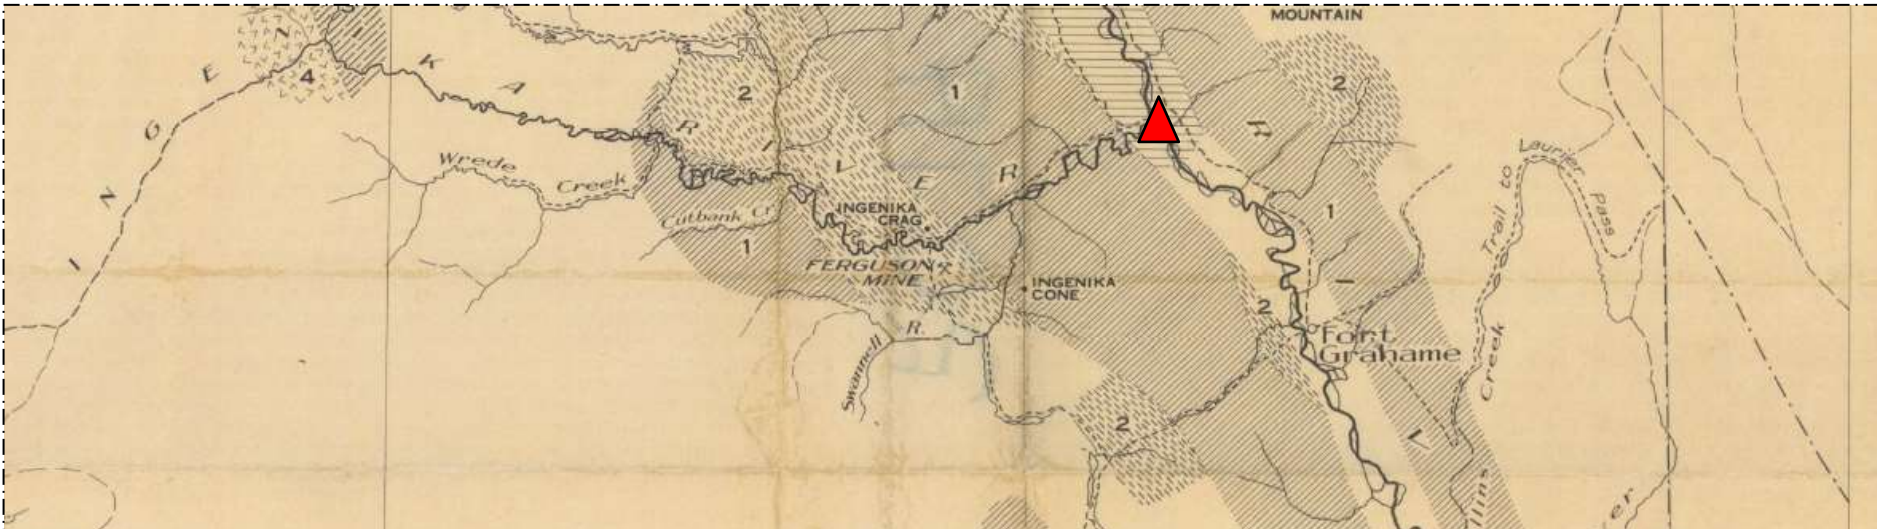 MOUNTAIN
INGENIKA
4
2
1
2
RIVER
Wrede
Creek
Cutbank Cr.
INGENIKA
CRAG
1
FERGUSON
MINE
INGENIKA
CONE
1
2
Fort
Grahame
Swannell
R.
2
Trail to
Laurier
Pass
Creek